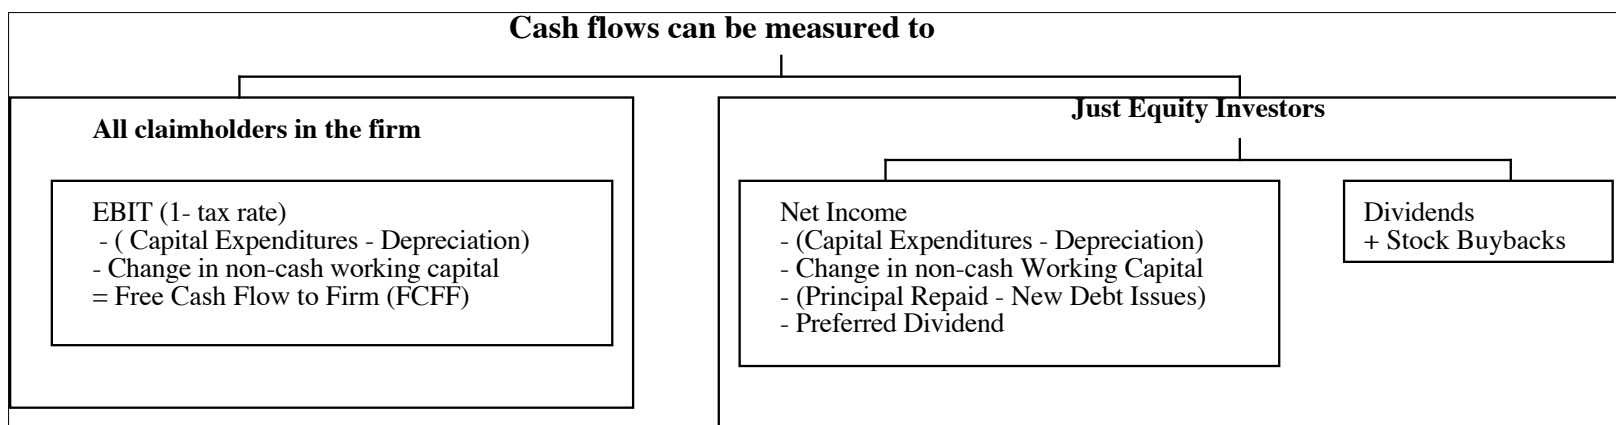 Cash flows can be measured to
All claimholders in the firm
EBIT (1- tax rate)
- ( Capital Expenditures - Depreciation)
- Change in non-cash working capital
= Free Cash Flow to Firm (FCFF)
Just Equity Investors
Net Income
- (Capital Expenditures - Depreciation)
- Change in non-cash Working Capital
- (Principal Repaid - New Debt Issues)
- Preferred Dividend
Dividends
+ Stock Buybacks